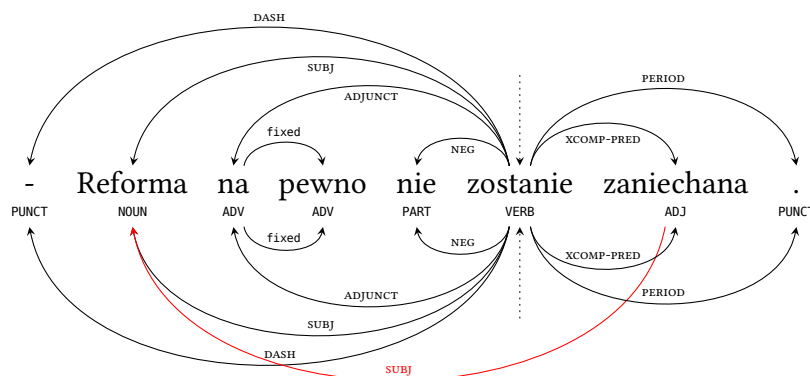 DASH
SUBJ
PERIOD
ADJUNCT
fixed
NEG
XCOMP-PRED
- Reforma na pewno nie zostanie zaniechana .
PUNCT NOUN ADV ADV PART VERB ADJ PUNCT
fixed
NEG
XCOMP-PRED
ADJUNCT
PERIOD
SUBJ
DASH
SUBJ